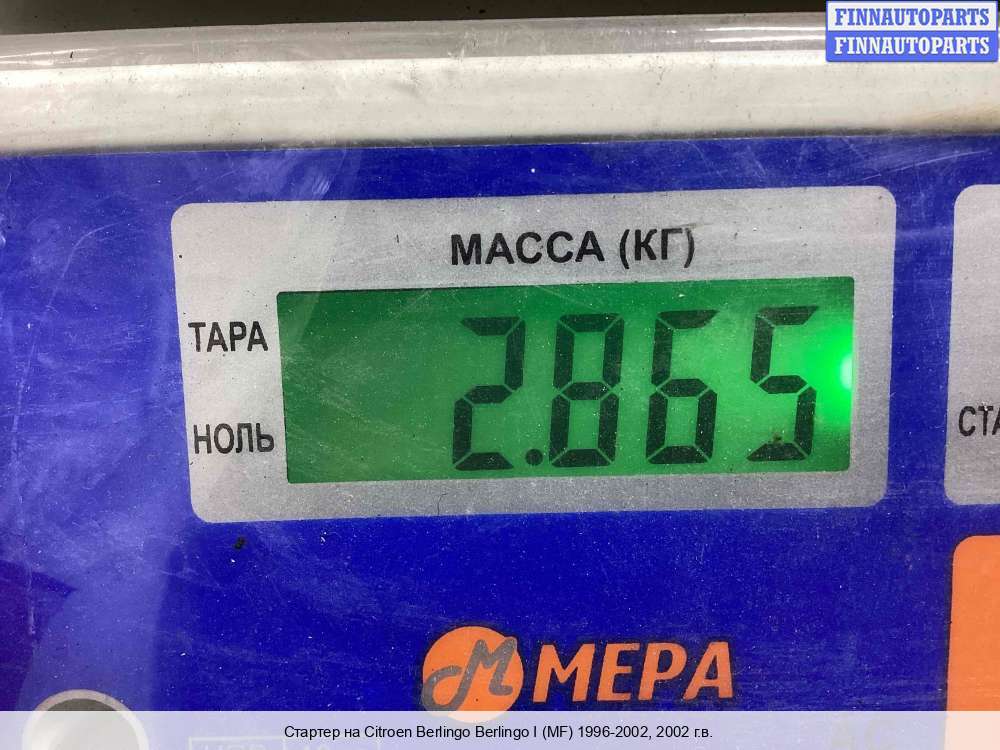 FINNAUTOPARTS
FINNAUTOPARTS
МАССА (КГ)
ТАРА
2.865
НОЛЬ
СТА
МЕРА
Стартер на Citroen Berlingo Berlingo I (MF) 1996-2002, 2002 г.в.